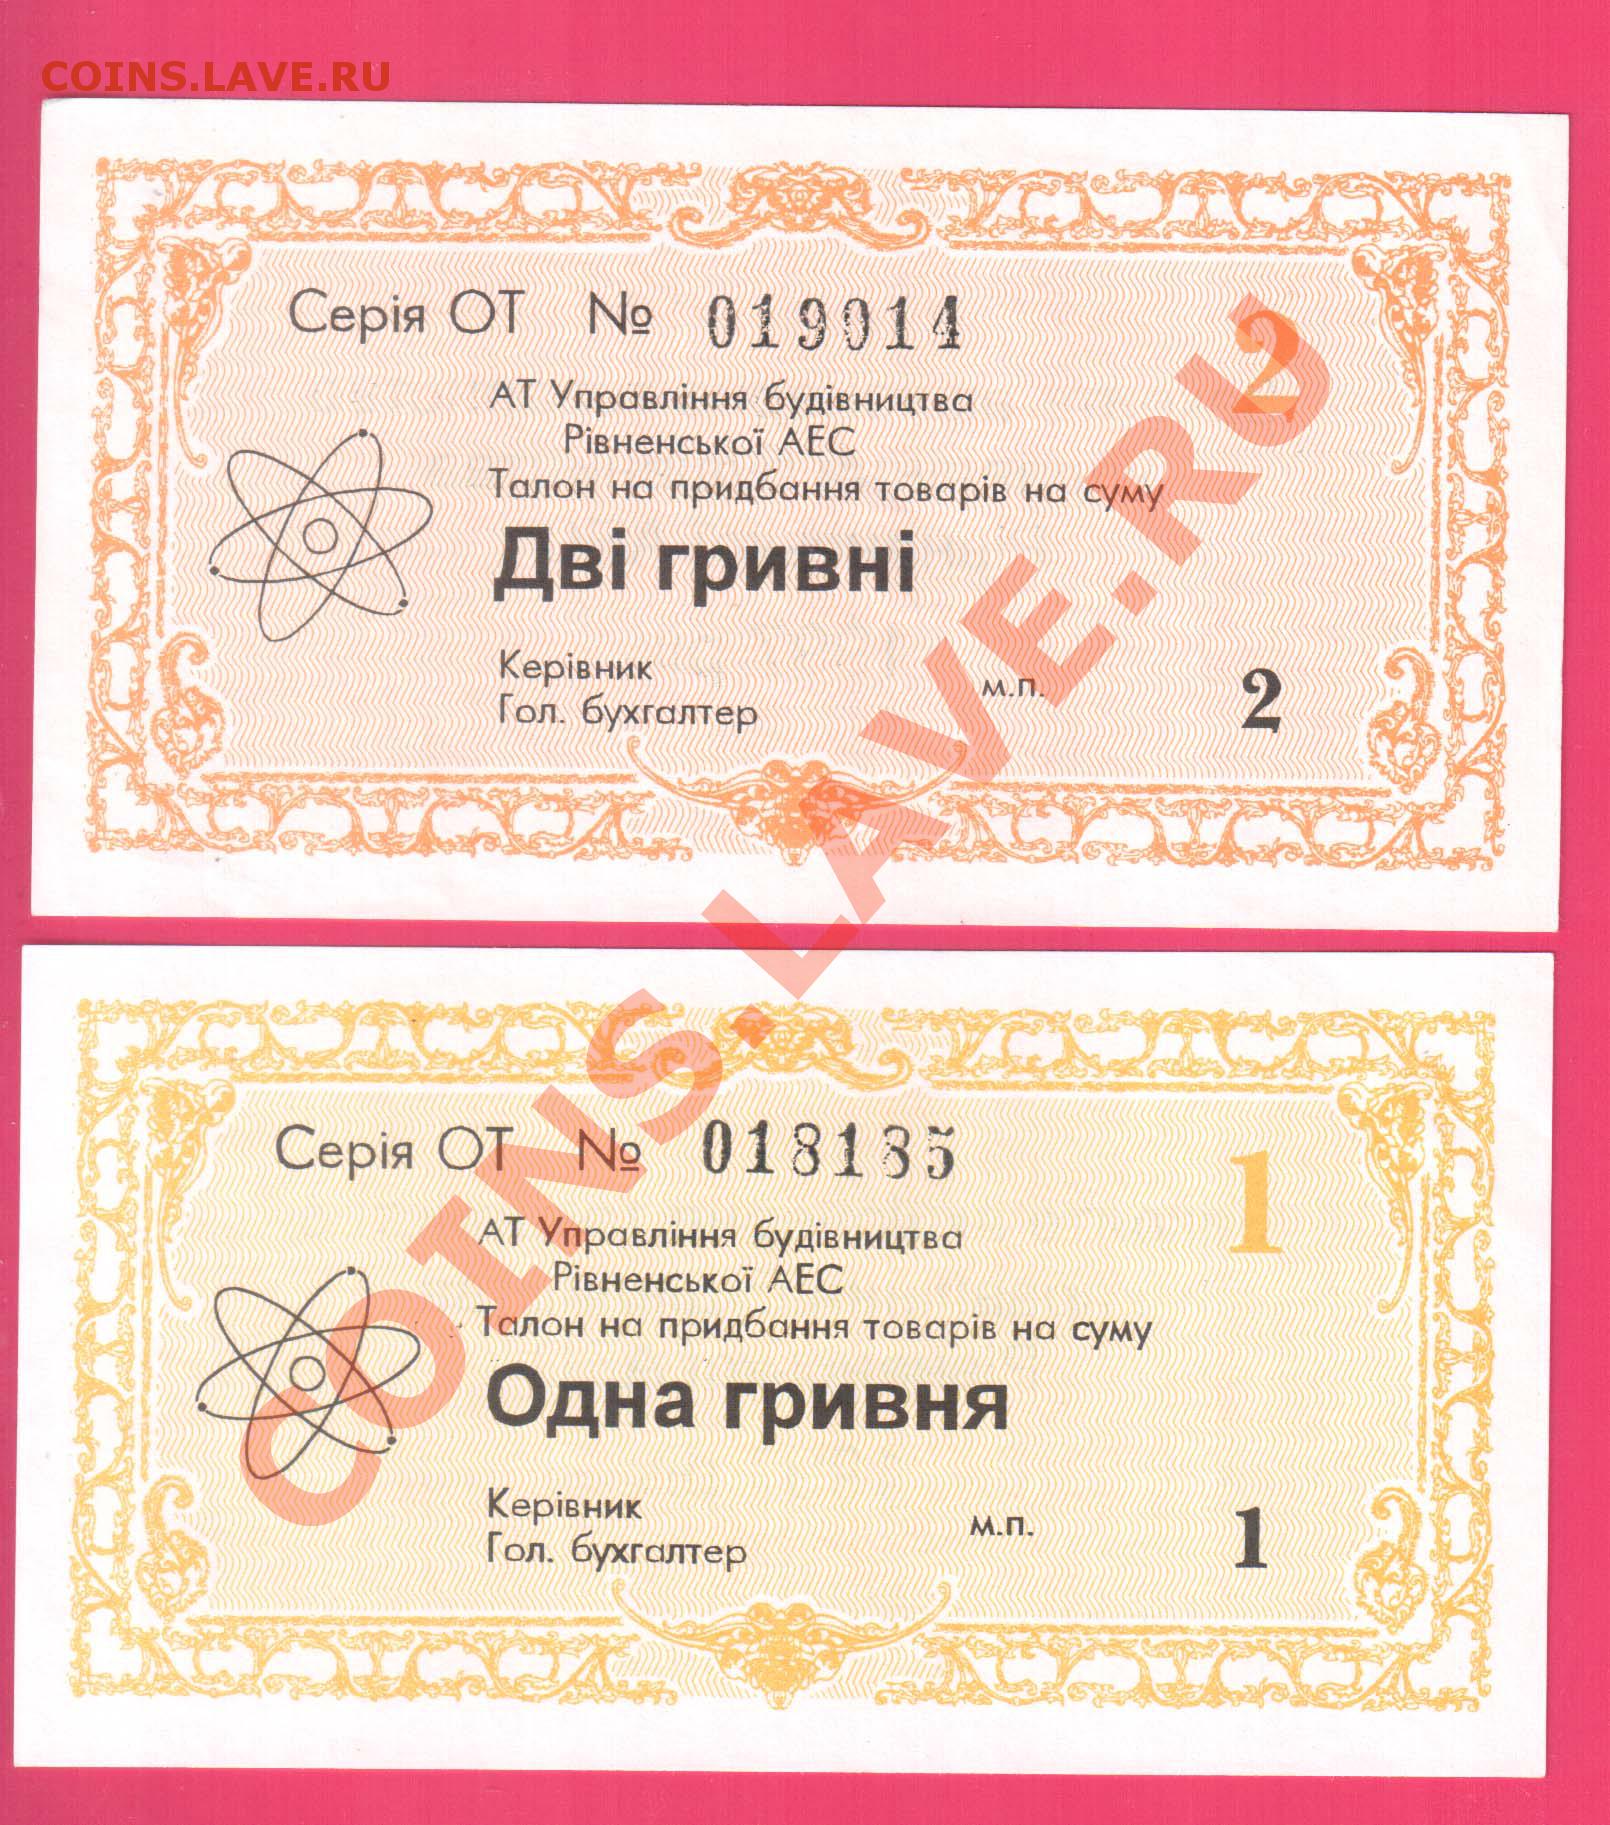 COINS.LAVE.RU
Серія ОТ № 019014
2
АТ Управління будівництва
Рівненської АЕС
Талон на придбання товарів на суму
Дві гривні
Керівник
м.п.
2
Гол. бухгалтер
COINS.LAVE.RU
Серія ОТ № 018185
1
АТ Управління будівництва
Рівненської АЕС
Талон на придбання товарів на суму
Одна гривня
Керівник
м.п.
1
Гол. бухгалтер